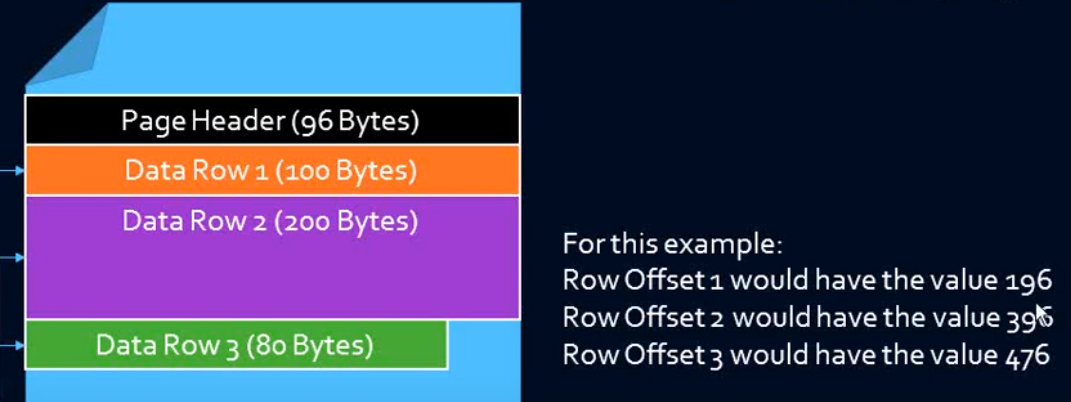 Page Header (96 Bytes)
Data Row 1 (100 Bytes)
Data Row 2 (200 Bytes)
Data Row 3 (80 Bytes)
For this example:
Row Offset 1 would have the value 196
Row Offset 2 would have the value 396
Row Offset 3 would have the value 476